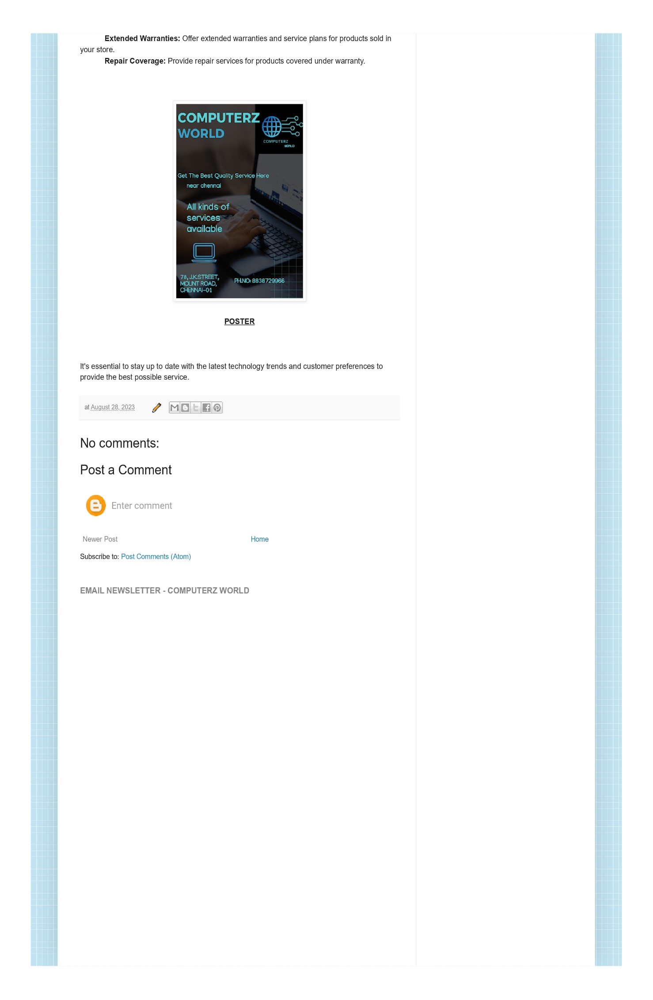 Extended Warranties: Offer extended warranties and service plans for products sold in
your store.
Repair Coverage: Provide repair services for products covered under warranty.
COMPUTERZ
WORLD
COMPUTERZ
WORLD
Get The Best Quality Service Here
near chennai
All kinds of
services
available
78, J.K.STREET,
MOUNT ROAD,
CHENNAI-01
PH.NO: 8838729966
POSTER
It's essential to stay up to date with the latest technology trends and customer preferences to
provide the best possible service.
at August 28, 2023
No comments:
Post a Comment
Enter comment
Newer Post Home
Subscribe to: Post Comments (Atom)
EMAIL NEWSLETTER - COMPUTERZ WORLD